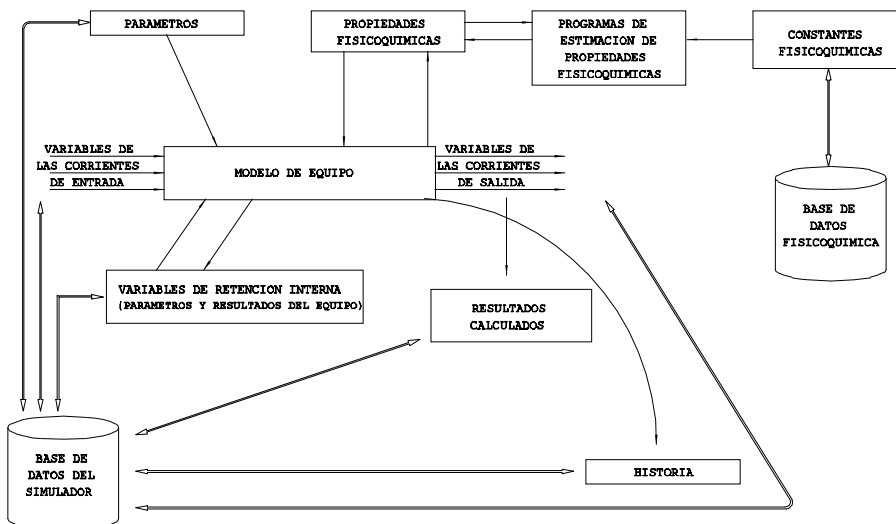 PARAMETROS
PROPIEDADES
FISICOQUIMICAS
PROGRAMAS DE
ESTIMACION DE
PROPIEDADES
FISICOQUIMICAS
CONSTANTES
FISICOQUIMICAS
VARIABLES DE
LAS CORRIENTES
DE ENTRADA
MODELO DE EQUIPO
VARIABLES DE
LAS CORRIENTES
DE SALIDA
BASE DE
DATOS
FISICOQUIMICA
VARIABLES DE RETENCION INTERNA
(PARAMETROS Y RESULTADOS DEL EQUIPO)
RESULTADOS
CALCULADOS
BASE DE
DATOS DEL
SIMULADOR
HISTORIA